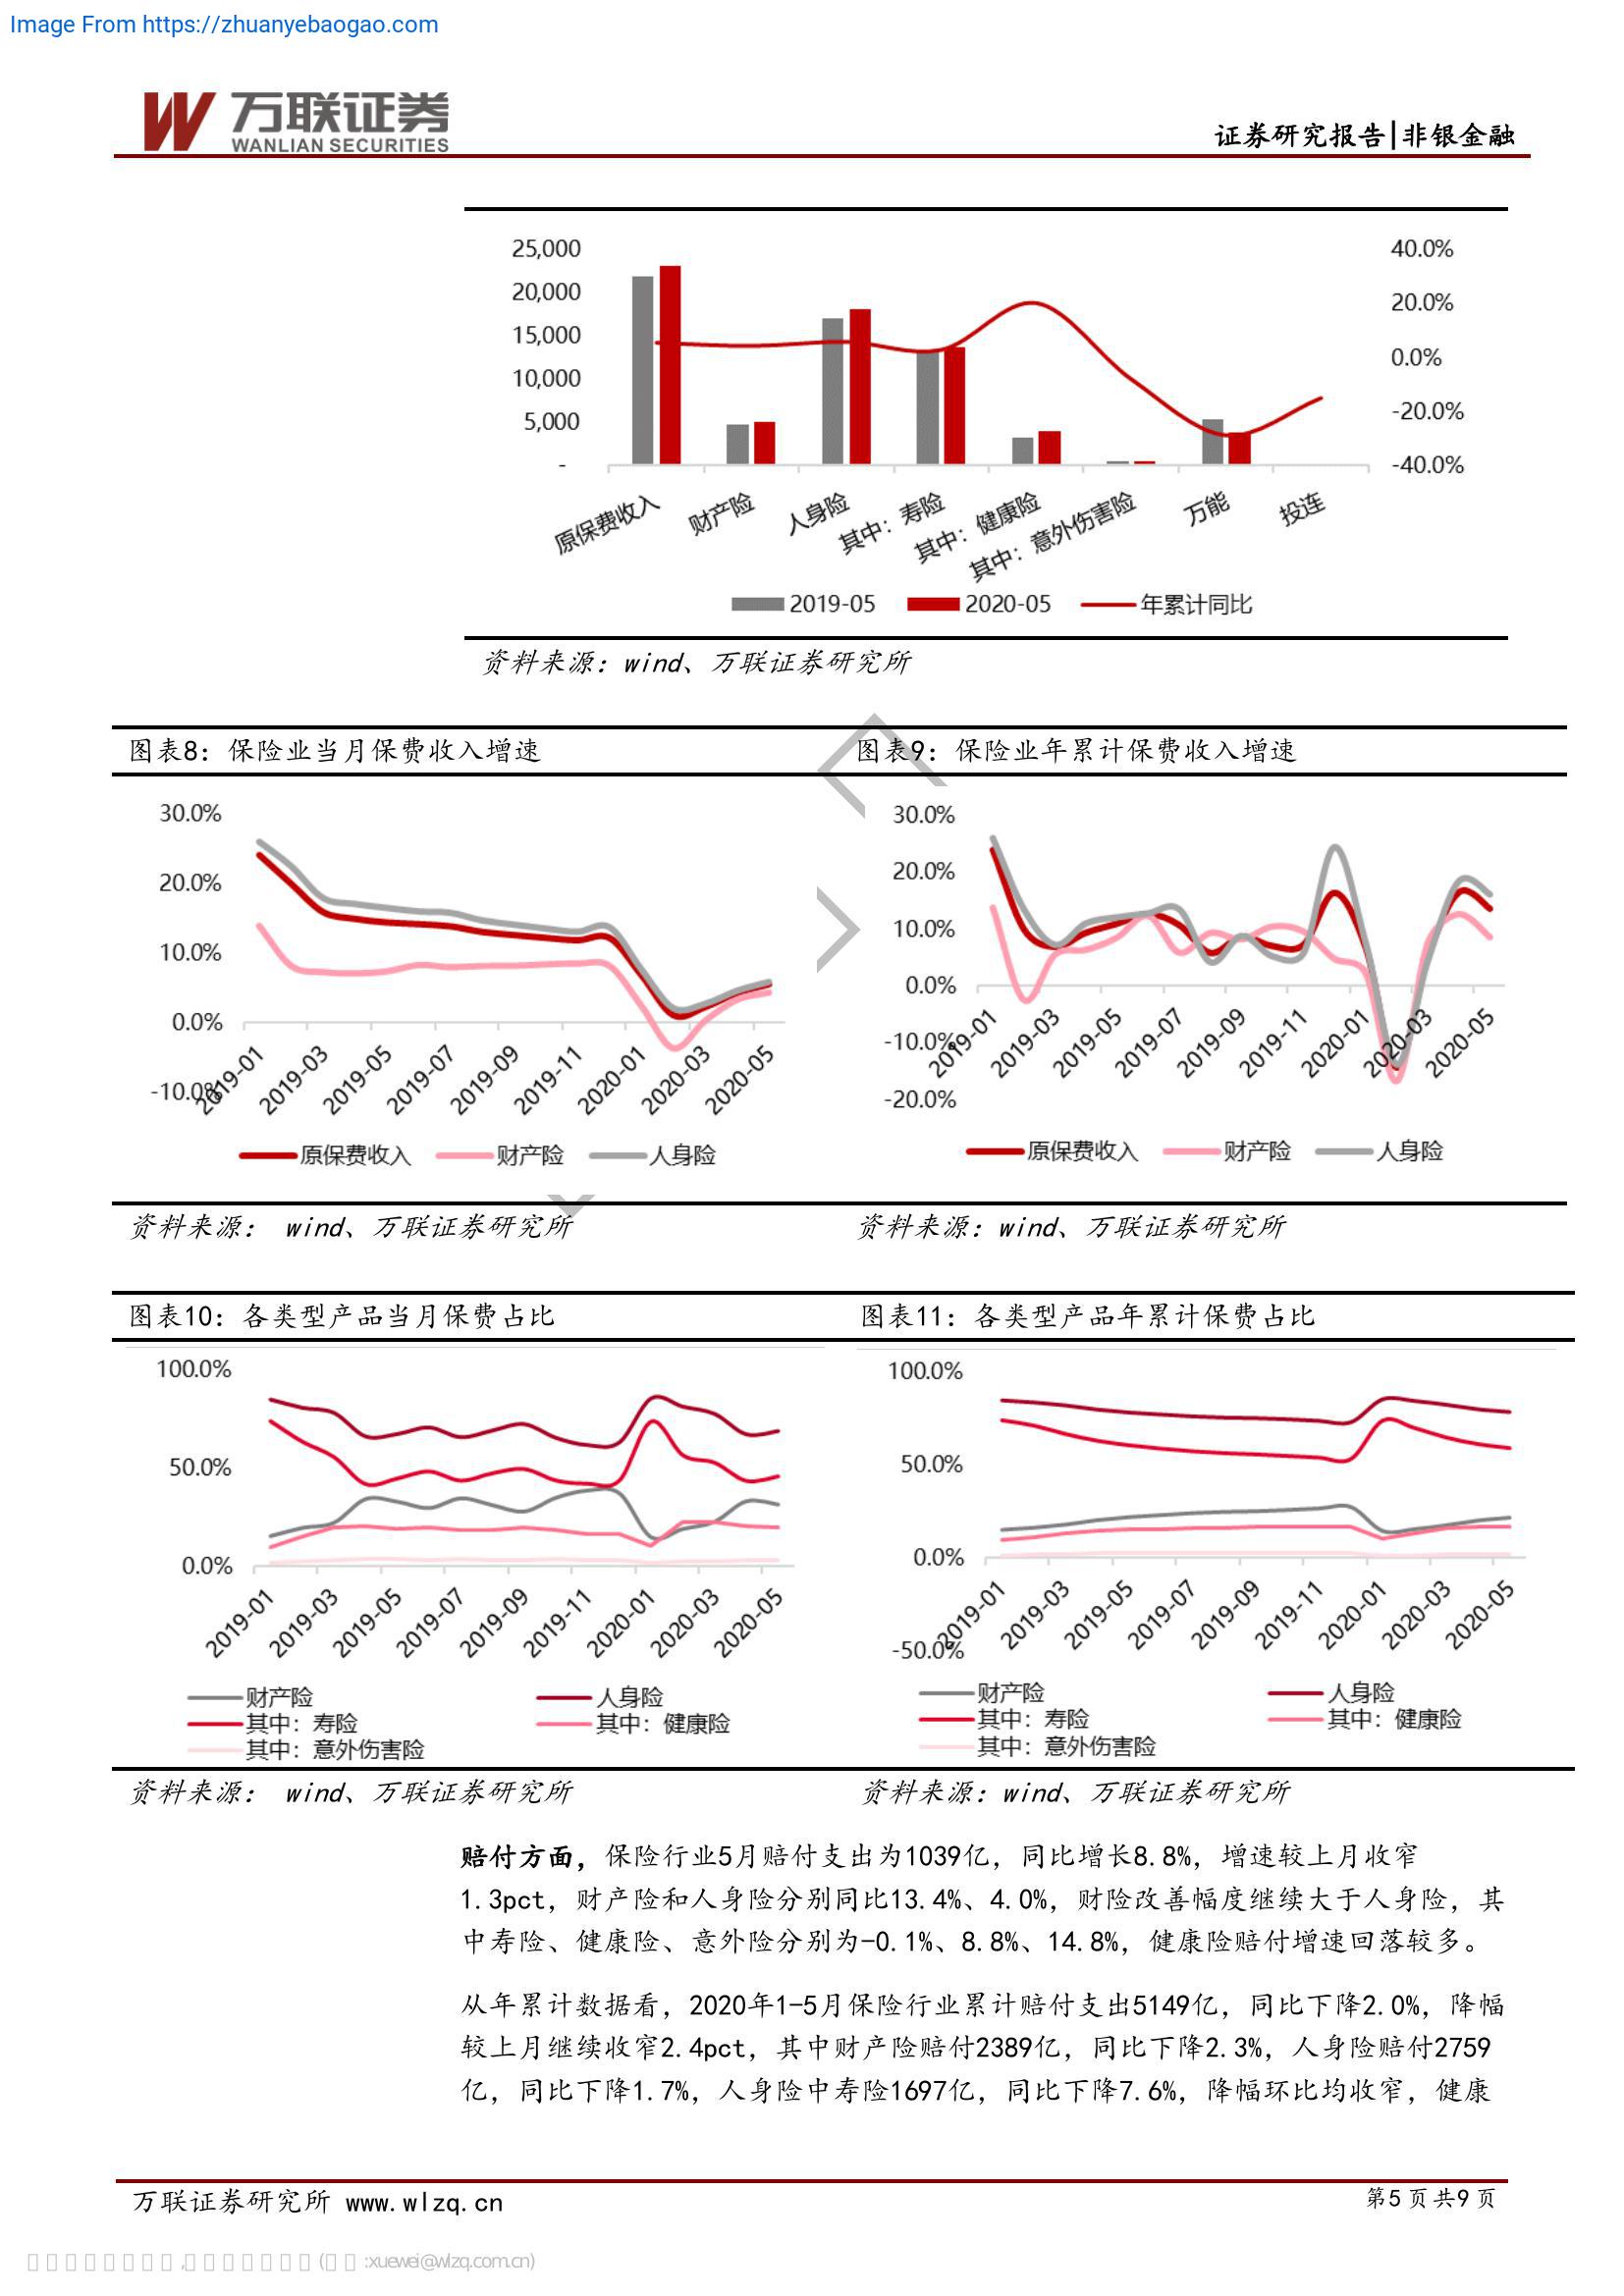 Image From https://zhuanyebaogao.com
万联证券
WANLIAN SECURITIES
证券研究报告|非银金融
25,000
20,000
15,000
10,000
5,000
-
40.0%
20.0%
0.0%
-20.0%
-40.0%
原保费收入
财产险
人身险
其中：寿险
其中：健康险
其中：意外伤害险
万能
投连
2019-05 2020-05 年累计同比
资料来源：wind、万联证券研究所
图表8：保险业当月保费收入增速
30.0%
20.0%
10.0%
0.0%
-10.0%
2019-01 2019-03 2019-05 2019-07 2019-09 2019-11 2020-01 2020-03 2020-05
原保费收入 财产险 人身险
资料来源： wind、万联证券研究所
图表9：保险业年累计保费收入增速
30.0%
20.0%
10.0%
0.0%
-10.0%
-20.0%
2019-01 2019-03 2019-05 2019-07 2019-09 2019-11 2020-01 2020-03 2020-05
原保费收入 财产险 人身险
资料来源：wind、万联证券研究所
图表10：各类型产品当月保费占比
100.0%
50.0%
0.0%
2019-01 2019-03 2019-05 2019-07 2019-09 2019-11 2020-01 2020-03 2020-05
财产险 人身险
其中：寿险 其中：健康险
其中：意外伤害险
资料来源： wind、万联证券研究所
图表11：各类型产品年累计保费占比
100.0%
50.0%
0.0%
-50.0%
2019-01 2019-03 2019-05 2019-07 2019-09 2019-11 2020-01 2020-03 2020-05
财产险 人身险
其中：寿险 其中：健康险
其中：意外伤害险
资料来源：wind、万联证券研究所
赔付方面，保险行业5月赔付支出为1039亿，同比增长8.8%，增速较上月收窄
1.3pct，财产险和人身险分别同比13.4%、4.0%，财险改善幅度继续大于人身险，其
中寿险、健康险、意外险分别为-0.1%、8.8%、14.8%，健康险赔付增速回落较多。
从年累计数据看，2020年1-5月保险行业累计赔付支出5149亿，同比下降2.0%，降幅
较上月继续收窄2.4pct，其中财产险赔付2389亿，同比下降2.3%，人身险赔付2759
亿，同比下降1.7%，人身险中寿险1697亿，同比下降7.6%，降幅环比均收窄，健康
万联证券研究所 www.wlzq.cn
第5页共9页
:xuewei@wlzq.com.cn)